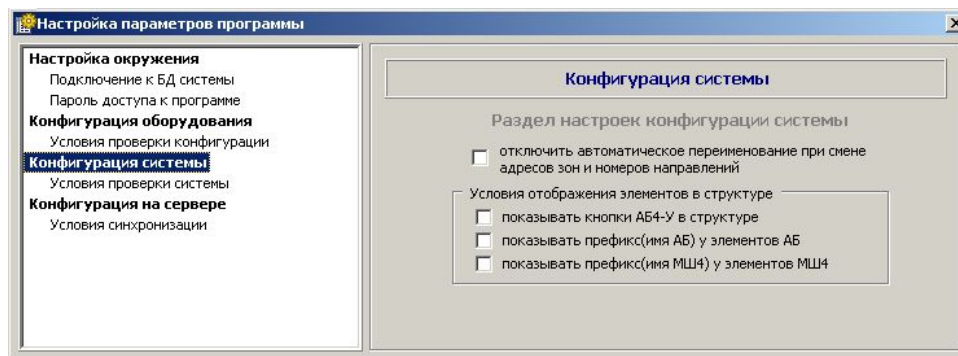 Настройка параметров программы
Настройка окружения
Подключение к БД системы
Пароль доступа к программе
Конфигурация оборудования
Условия проверки конфигурации
Конфигурация системы
Условия проверки системы
Конфигурация на сервере
Условия синхронизации
Конфигурация системы
Раздел настроек конфигурации системы
отключить автоматическое переименование при смене
адресов зон и номеров направлений
Условия отображения элементов в структуре
показывать кнопки АБ4-У в структуре
показывать префикс(имя АБ) у элементов АБ
показывать префикс(имя МШ4) у элементов МШ4